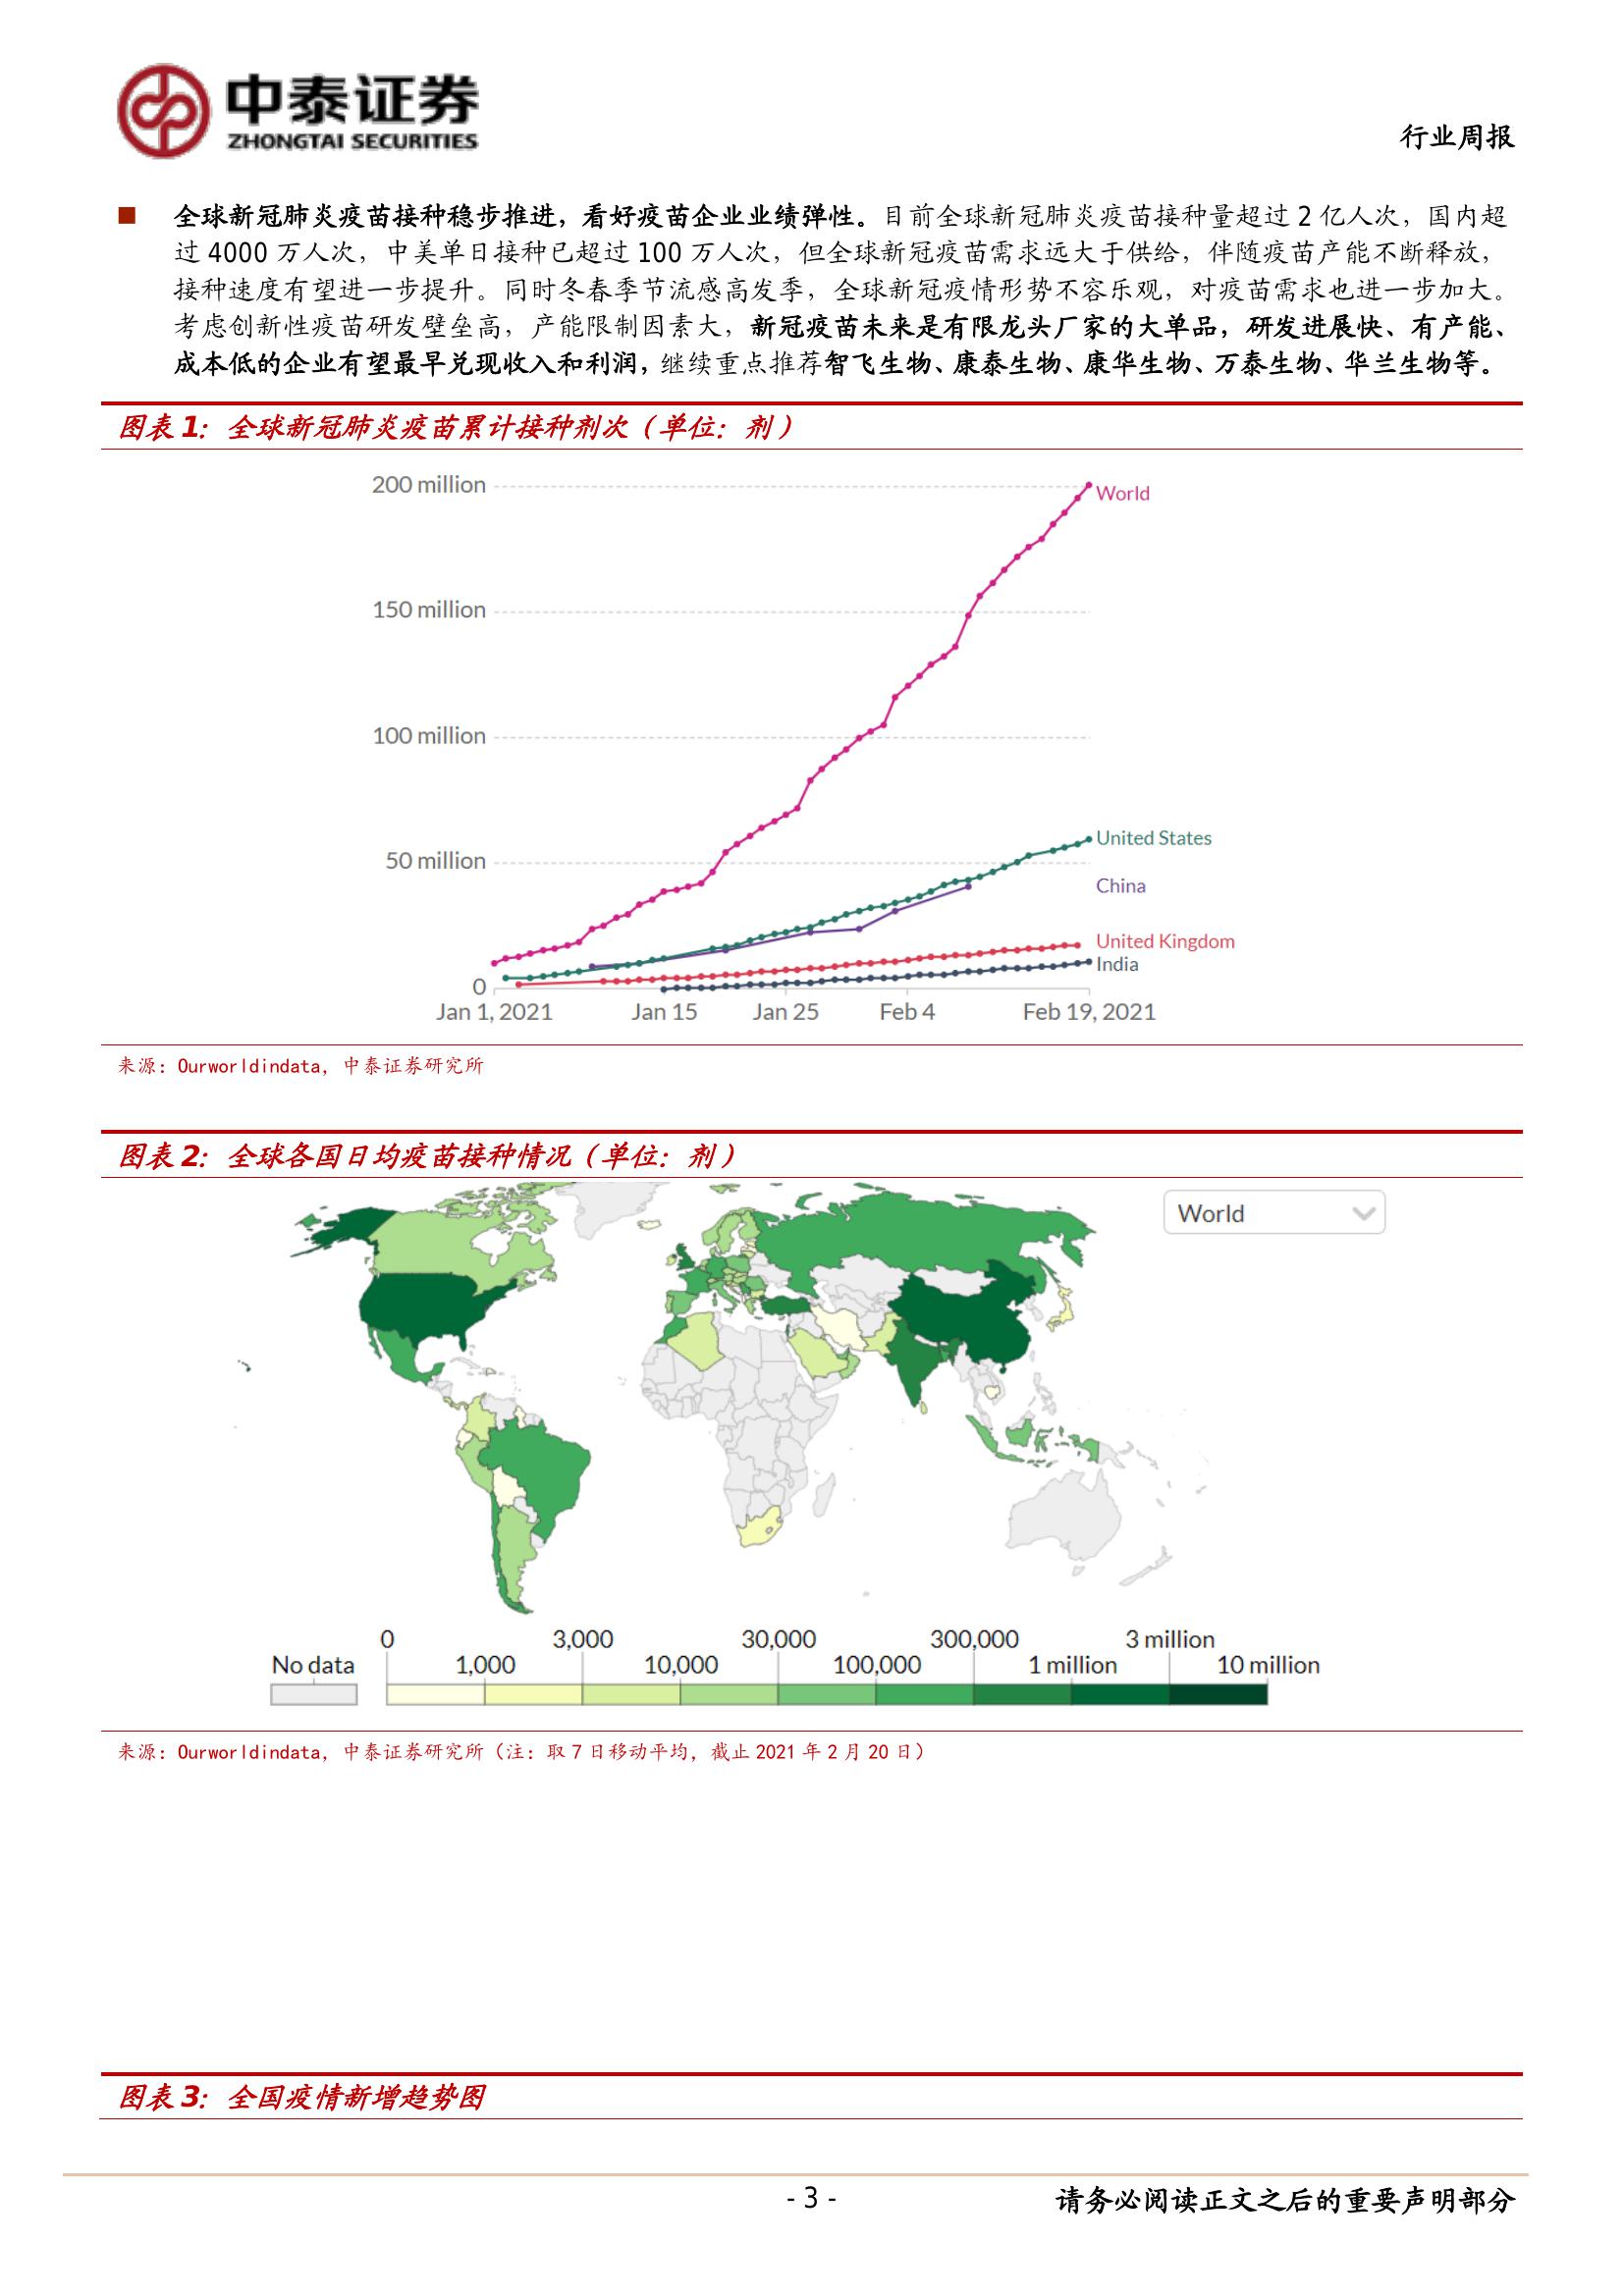 中泰证券
ZHONGTAI SECURITIES
行业周报
■ 全球新冠肺炎疫苗接种稳步推进，看好疫苗企业业绩弹性。目前全球新冠肺炎疫苗接种量超过 2 亿人次，国内超
过 4000 万人次，中美单日接种已超过 100 万人次，但全球新冠疫苗需求远大于供给，伴随疫苗产能不断释放，
接种速度有望进一步提升。同时冬春季节流感高发季，全球新冠疫情形势不容乐观，对疫苗需求也进一步加大。
考虑创新性疫苗研发壁垒高，产能限制因素大，新冠疫苗未来是有限龙头厂家的大单品，研发进展快、有产能、
成本低的企业有望最早兑现收入和利润，继续重点推荐智飞生物、康泰生物、康华生物、万泰生物、华兰生物等。
图表 1：全球新冠肺炎疫苗累计接种剂次（单位：剂）
200 million
World
150 million
100 million
United States
50 million
China
United Kingdom
India
0
Jan 1, 2021 Jan 15 Jan 25 Feb 4 Feb 19, 2021
来源：Ourworldindata，中泰证券研究所
图表 2：全球各国日均疫苗接种情况（单位：剂）
World
0 3,000 30,000 300,000 3 million
No data 1,000 10,000 100,000 1 million 10 million
来源：Ourworldindata，中泰证券研究所（注：取 7 日移动平均，截止 2021 年 2 月 20 日）
图表 3：全国疫情新增趋势图
- 3 - 请务必阅读正文之后的重要声明部分